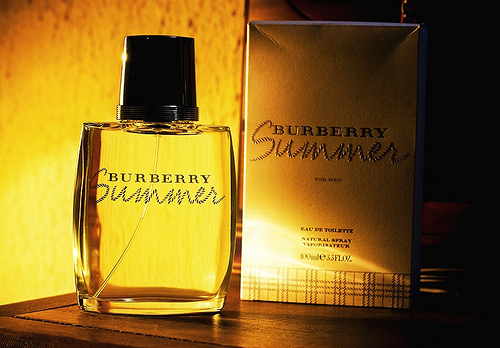 BURBERRY
Summer
BURBERRY
Summer
FOR MEN
EAU DE TOILETTE
NATURAL SPRAY
VAPORISATEUR
100ml e 3.3 FL.OZ.